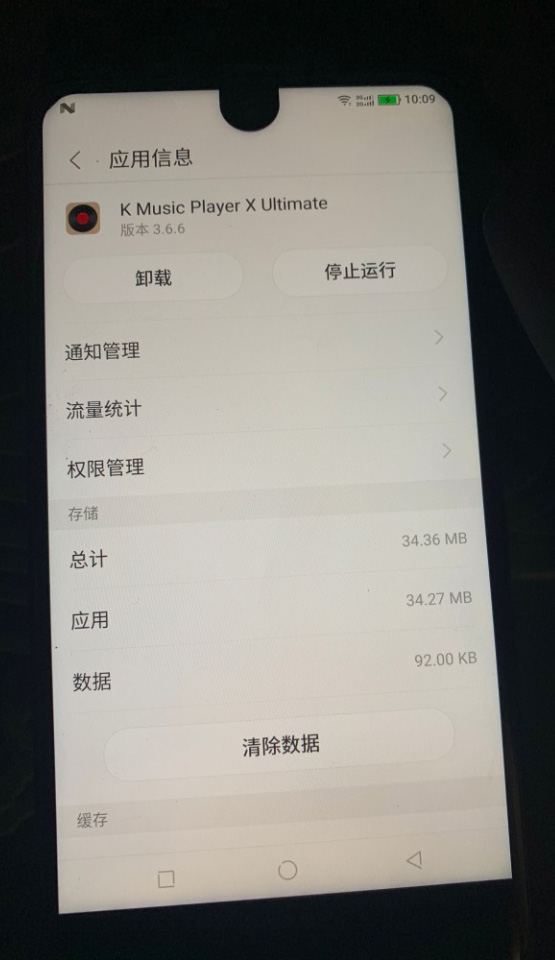 10:09
应用信息
K Music Player X Ultimate
版本 3.6.6
卸载 停止运行
通知管理
流量统计
权限管理
存储
总计 34.36 MB
应用 34.27 MB
数据 92.00 KB
清除数据
缓存